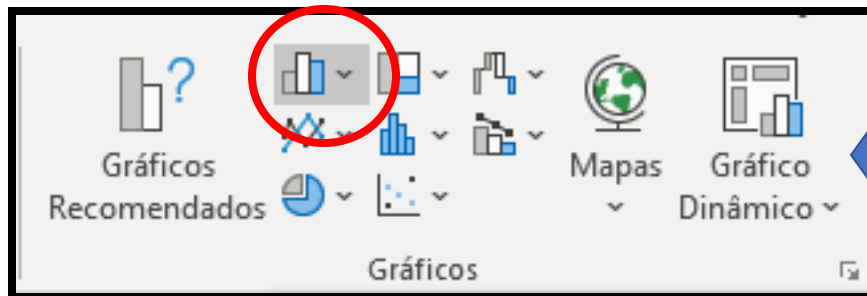 Gráficos
Recomendados
Mapas
Gráfico
Dinâmico
Gráficos